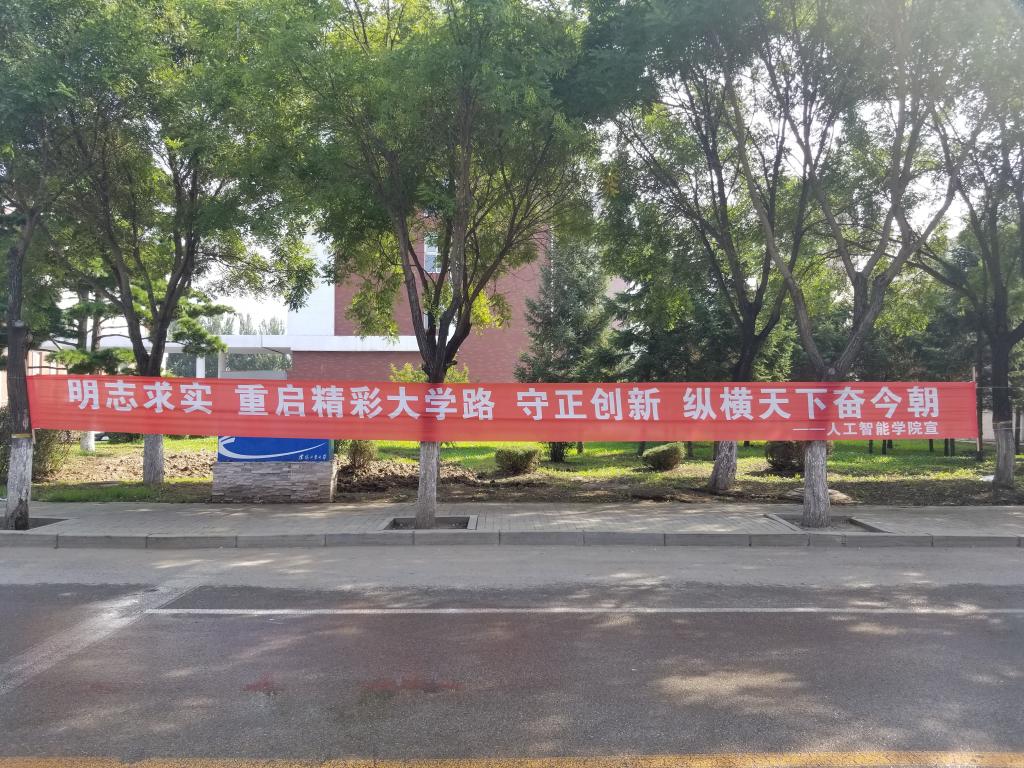 明志求实 重启精彩大学路 守正创新 纵横天下奋今朝
——人工智能学院宣